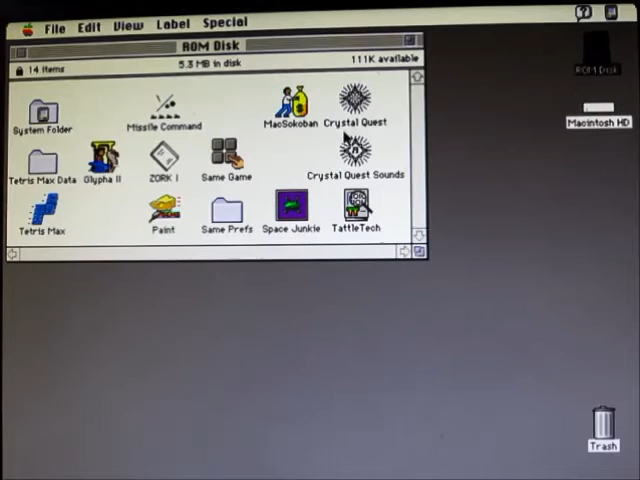 File Edit View Label Special
ROM Disk
14 items 5.3 MB in disk 111K available
System Folder
Missile Command
MacSokoban
Crystal Quest
Tetris Max Data
Glypha II
ZORK I
Same Game
Crystal Quest Sounds
Tetris Max
Paint
Same Prefs
Space Junkie
TattleTech
ROM Disk
Macintosh HD
Trash